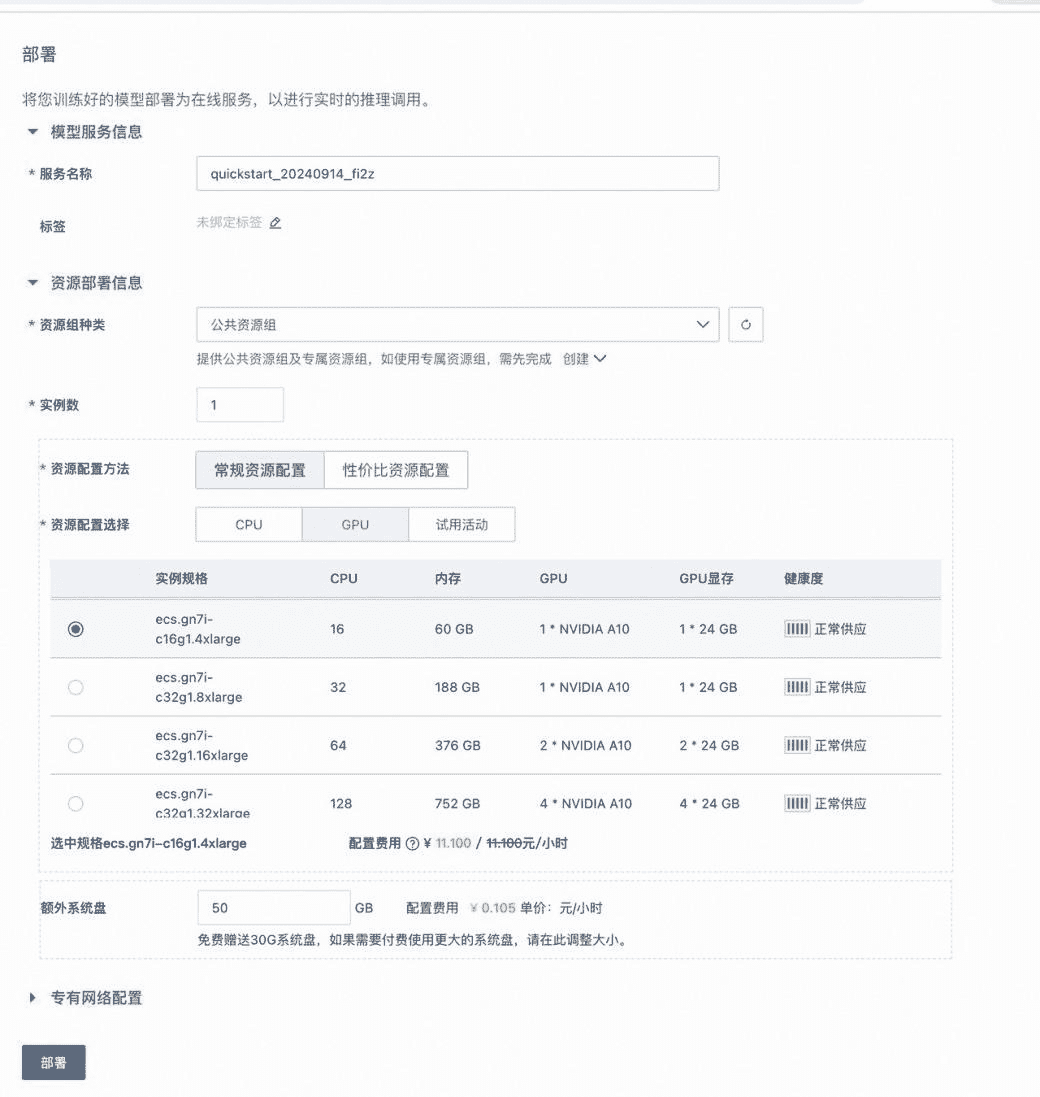 部署
将您训练好的模型部署为在线服务，以进行实时的推理调用。
模型服务信息
* 服务名称 quickstart_20240914_fi2z
标签 未绑定标签
资源部署信息
* 资源组种类 公共资源组
提供公共资源组及专属资源组，如使用专属资源组，需先完成 创建
* 实例数 1
* 资源配置方法 常规资源配置 性价比资源配置
* 资源配置选择 CPU GPU 试用活动
实例规格 CPU 内存 GPU GPU显存 健康度
ecs.gn7i-
c16g1.4xlarge 16 60 GB 1 * NVIDIA A10 1 * 24 GB 正常供应
ecs.gn7i-
c32g1.8xlarge 32 188 GB 1 * NVIDIA A10 1 * 24 GB 正常供应
ecs.gn7i-
c32g1.16xlarge 64 376 GB 2 * NVIDIA A10 2 * 24 GB 正常供应
ecs.gn7i-
c32g1.32xlarge 128 752 GB 4 * NVIDIA A10 4 * 24 GB 正常供应
选中规格ecs.gn7i-c16g1.4xlarge 配置费用 ? ¥ 11.100 / 11.100元/小时
额外系统盘 50 GB 配置费用 ¥ 0.105 单价：元/小时
免费赠送30G系统盘，如果需要付费使用更大的系统盘，请在此调整大小。
专有网络配置
部署